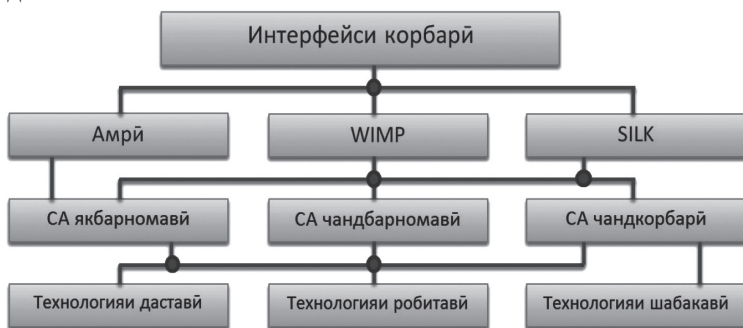 Интерфейси корбарӣ
Амрӣ
WIMP
SILK
СА якбарномавӣ
СА чандбарномавӣ
СА чандкорбарӣ
Технологияи даставӣ
Технологияи робитавӣ
Технологияи шабакавӣ